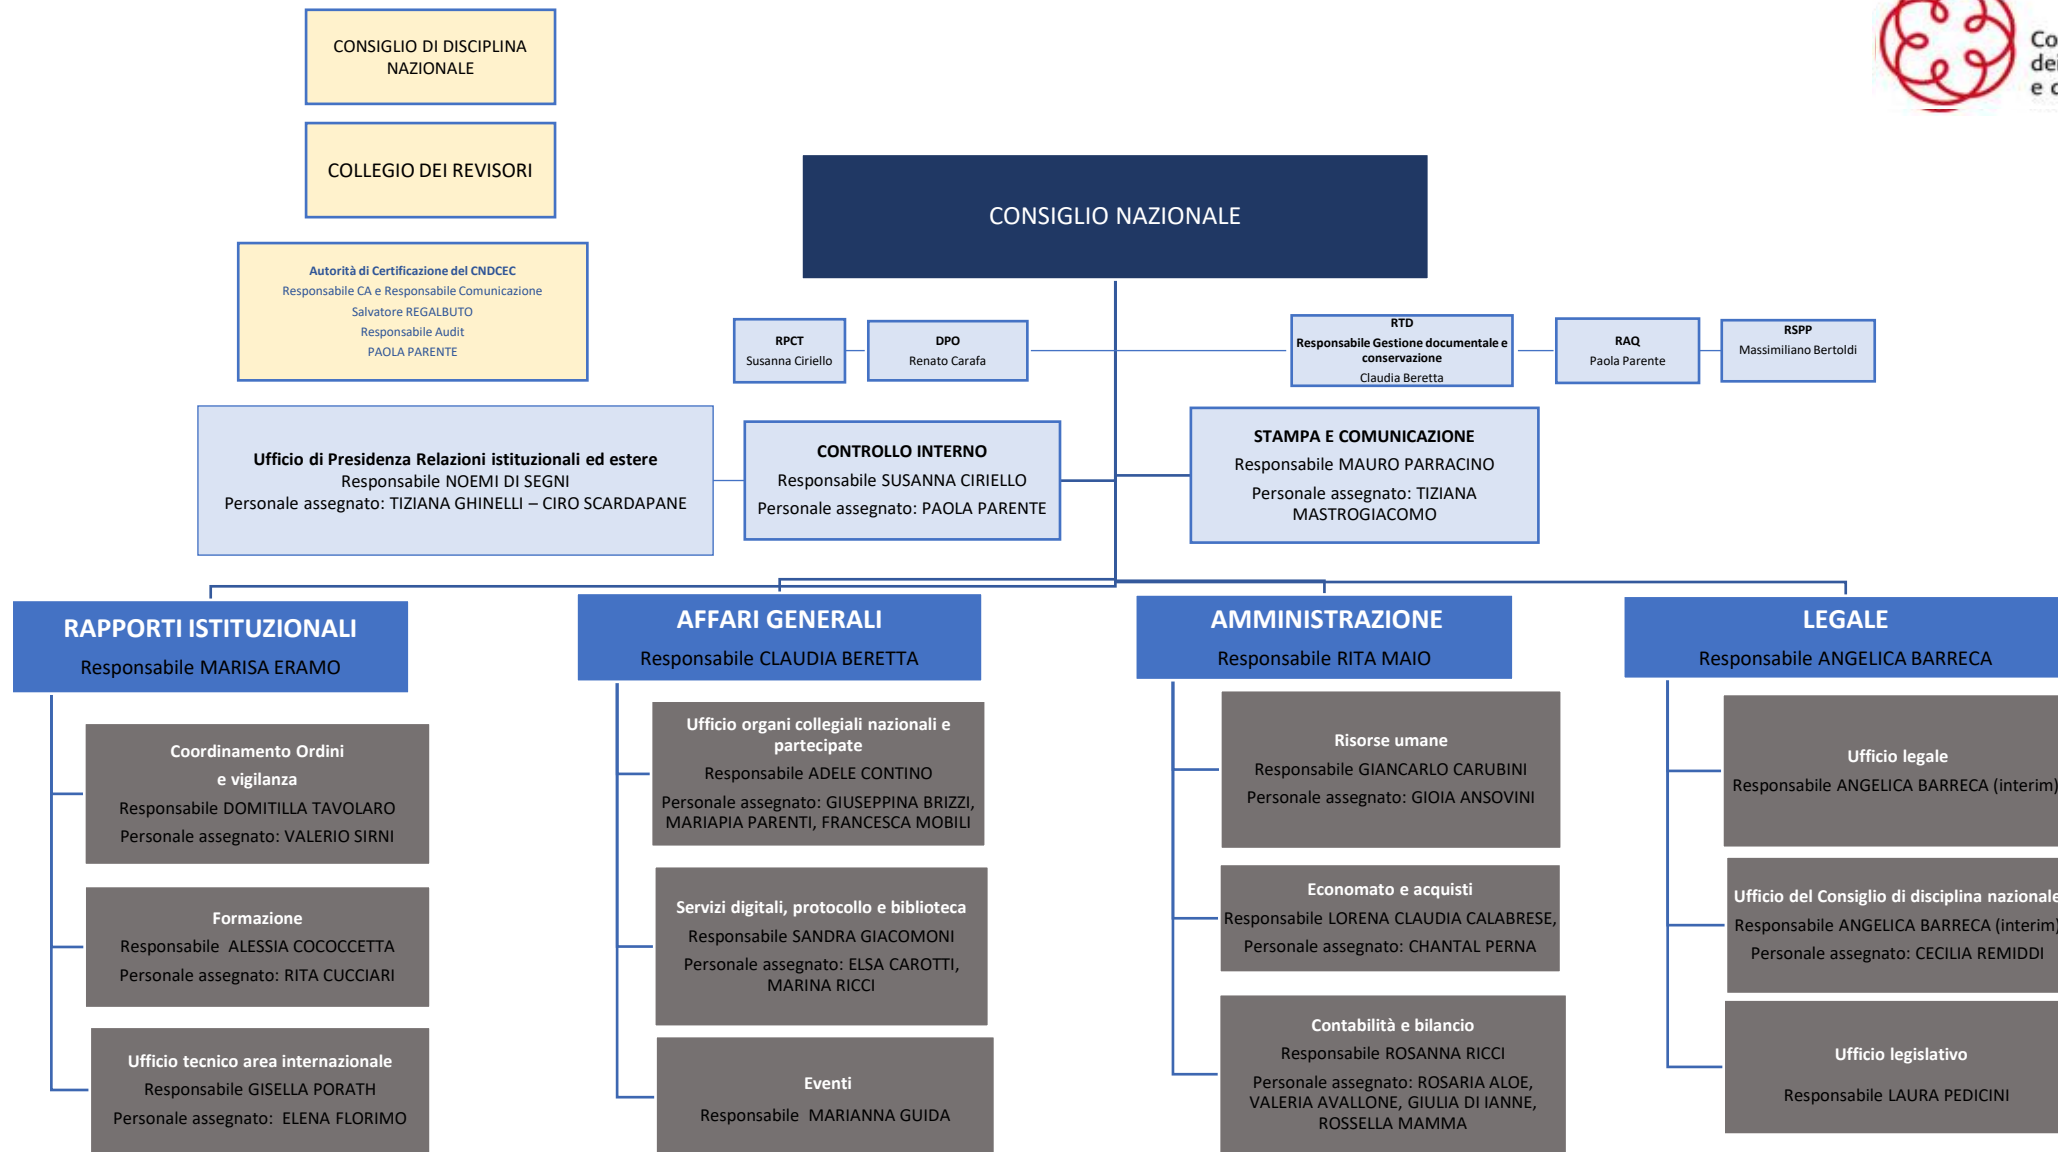 CONSIGLIO DI DISCIPLINA
NAZIONALE
COLLEGIO DEI REVISORI
Autorità di Certificazione del CNDCEC
Responsabile CA e Responsabile Comunicazione
Salvatore REGALBUTO
Responsabile Audit
PAOLA PARENTE
CONSIGLIO NAZIONALE
RPCT
Susanna Ciriello
DPO
Renato Carafa
RTD
Responsabile Gestione documentale e
conservazione
Claudia Beretta
RAQ
Paola Parente
RSPP
Massimiliano Bertoldi
Ufficio di Presidenza Relazioni istituzionali ed estere
Responsabile NOEMI DI SEGNI
Personale assegnato: TIZIANA GHINELLI – CIRO SCARDAPANE
CONTROLLO INTERNO
Responsabile SUSANNA CIRIELLO
Personale assegnato: PAOLA PARENTE
STAMPA E COMUNICAZIONE
Responsabile MAURO PARRACINO
Personale assegnato: TIZIANA
MASTROGIACOMO
RAPPORTI ISTITUZIONALI
Responsabile MARISA ERAMO
Coordinamento Ordini
e vigilanza
Responsabile DOMITILLA TAVOLARO
Personale assegnato: VALERIO SIRNI
Formazione
Responsabile ALESSIA COCOCCETTA
Personale assegnato: RITA CUCCIARI
Ufficio tecnico area internazionale
Responsabile GISELLA PORATH
Personale assegnato: ELENA FLORIMO
AFFARI GENERALI
Responsabile CLAUDIA BERETTA
Ufficio organi collegiali nazionali e
partecipate
Responsabile ADELE CONTINO
Personale assegnato: GIUSEPPINA BRIZZI,
MARIAPIA PARENTI, FRANCESCA MOBILI
Servizi digitali, protocollo e biblioteca
Responsabile SANDRA GIACOMONI
Personale assegnato: ELSA CAROTTI,
MARINA RICCI
Eventi
Responsabile MARIANNA GUIDA
AMMINISTRAZIONE
Responsabile RITA MAIO
Risorse umane
Responsabile GIANCARLO CARUBINI
Personale assegnato: GIOIA ANSOVINI
Economato e acquisti
Responsabile LORENA CLAUDIA CALABRESE,
Personale assegnato: CHANTAL PERNA
Contabilità e bilancio
Responsabile ROSANNA RICCI
Personale assegnato: ROSARIA ALOE,
VALERIA AVALLONE, GIULIA DI IANNE,
ROSSELLA MAMMA
LEGALE
Responsabile ANGELICA BARRECA
Ufficio legale
Responsabile ANGELICA BARRECA (interim)
Ufficio del Consiglio di disciplina nazionale
Responsabile ANGELICA BARRECA (interim)
Personale assegnato: CECILIA REMIDDI
Ufficio legislativo
Responsabile LAURA PEDICINI